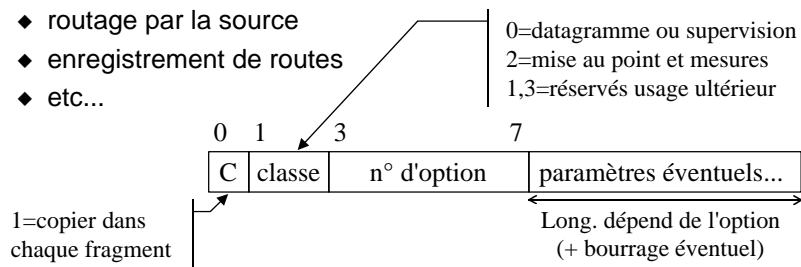 ◆ routage par la source
◆ enregistrement de routes
◆ etc...
0=datagramme ou supervision
2=mise au point et mesures
1,3=réservés usage ultérieur
0 1 3 7
C classe n° d'option paramètres éventuels...
1=copier dans
chaque fragment
Long. dépend de l'option
(+ bourrage éventuel)